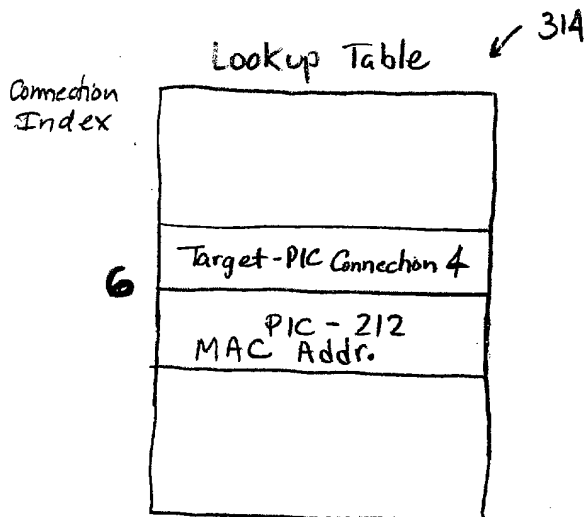 314
Lookup Table
Connection
Index
Target-PIC Connection 4
6
PIC - 212
MAC Addr.